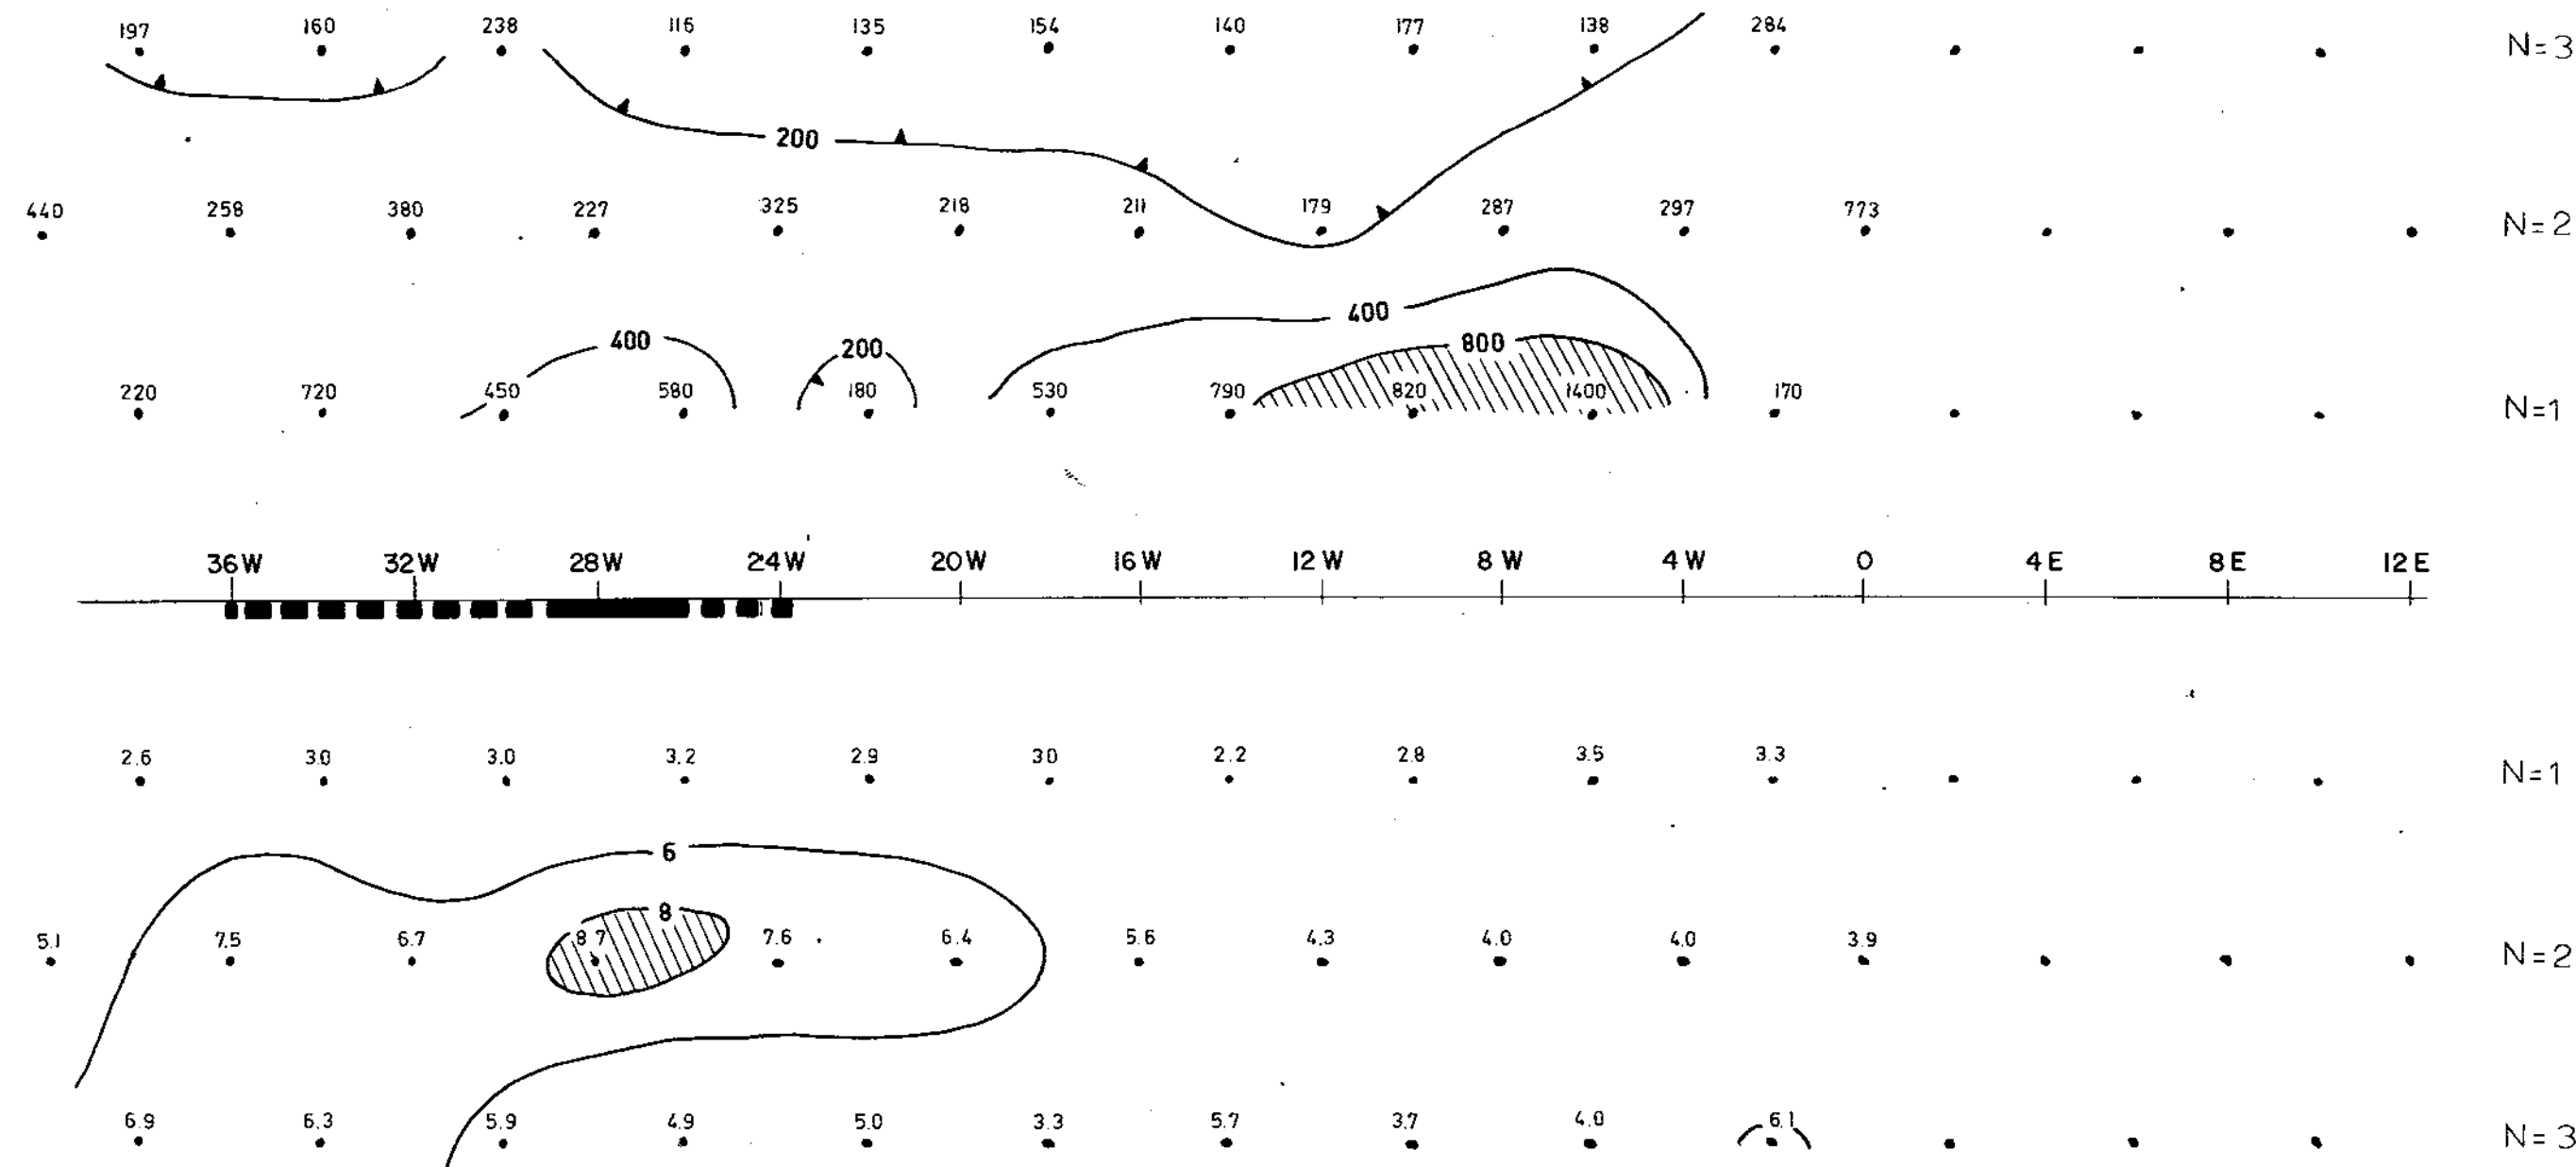 197 160 238 116 135 154 140 177 138 284 N=3
200
440 258 380 227 325 218 211 179 287 297 773 N=2
400
400 200 800
220 720 450 580 180 530 790 820 1400 170 N=1
36W 32W 28W 24W 20W 16W 12W 8W 4W 0 4E 8E 12E
2.6 3.0 3.0 3.2 2.9 30 2.2 2.8 3.5 3.3 N=1
6
8
5.1 7.5 6.7 8 7 7.6 6.4 5.6 4.3 4.0 4.0 3.9 N=2
6.9 6.3 5.9 4.9 5.0 3.3 5.7 3.7 4.0 6.1 N=3